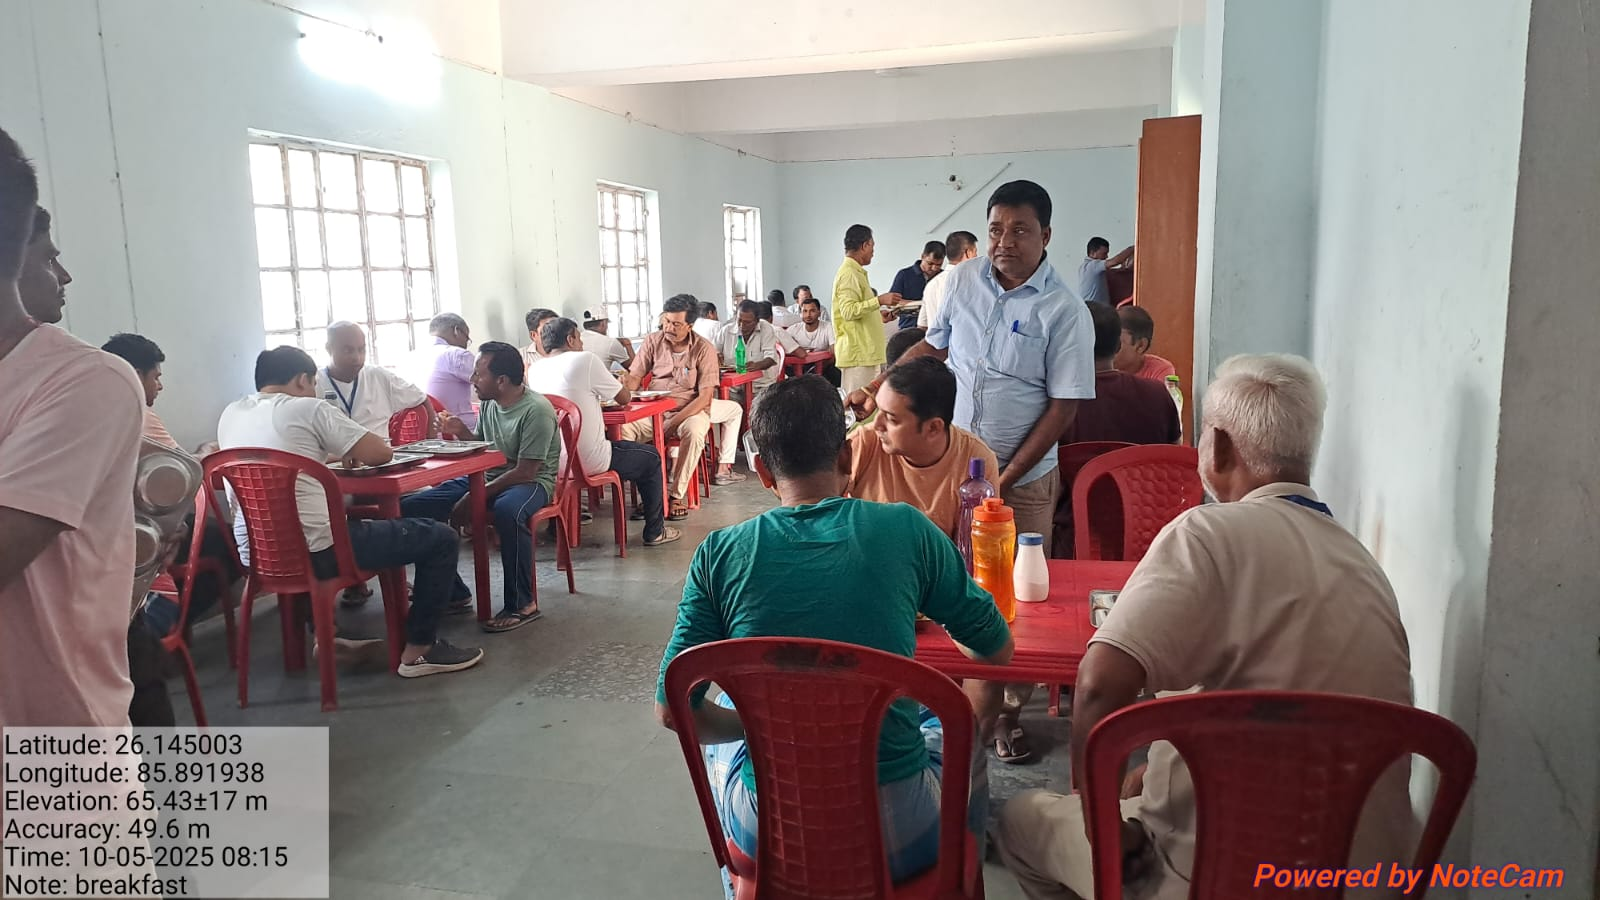 Latitude: 26.145003
Longitude: 85.891938
Elevation: 65.43±17 m
Accuracy: 49.6 m
Time: 10-05-2025 08:15
Note: breakfast
Powered by NoteCam